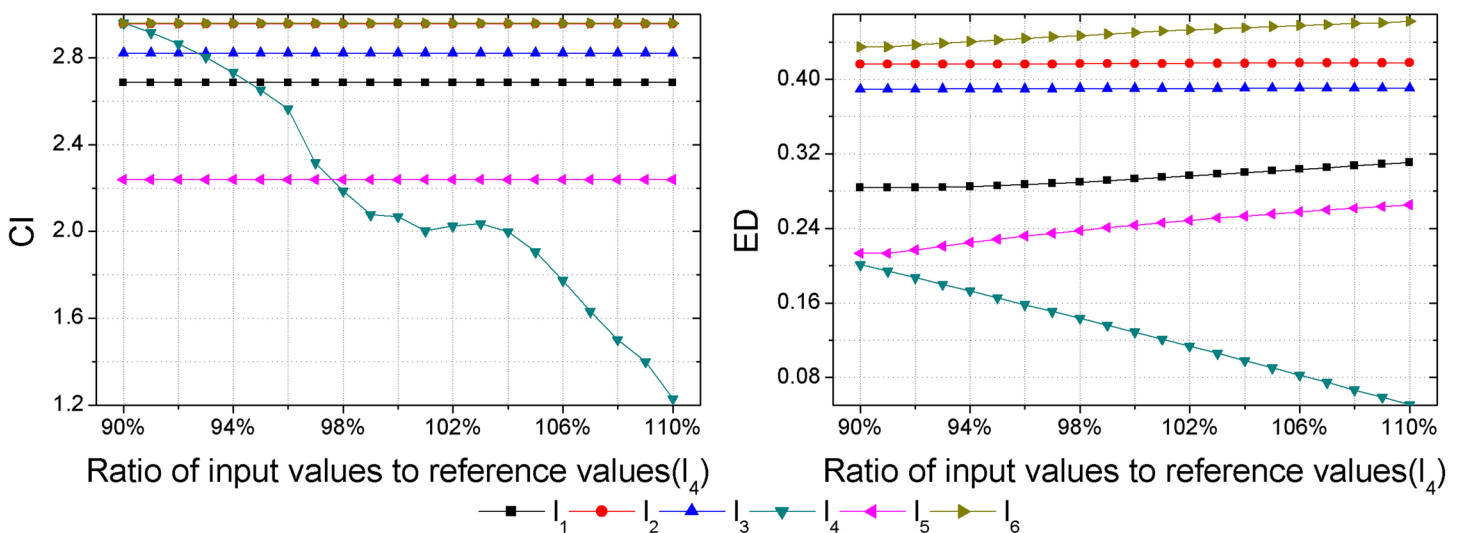 CI
2.8
2.4
2.0
1.6
1.2
90% 94% 98% 102% 106% 110%
Ratio of input values to reference values(I4)
ED
0.40
0.32
0.24
0.16
0.08
90% 94% 98% 102% 106% 110%
Ratio of input values to reference values(I4)
I1 I2 I3 I4 I5 I6